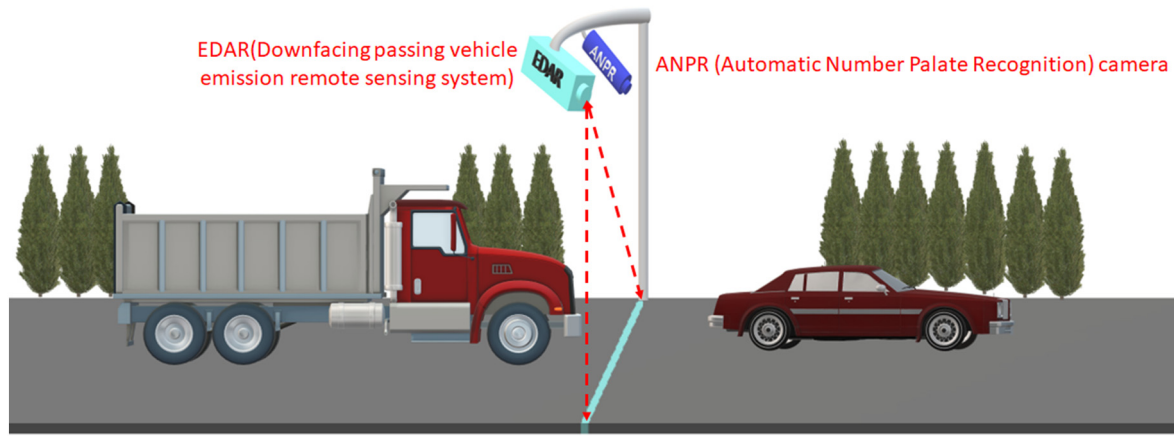 EDAR(Downfacing passing vehicle
emission remote sensing system)
EDAR
ANPR
ANPR (Automatic Number Palate Recognition) camera